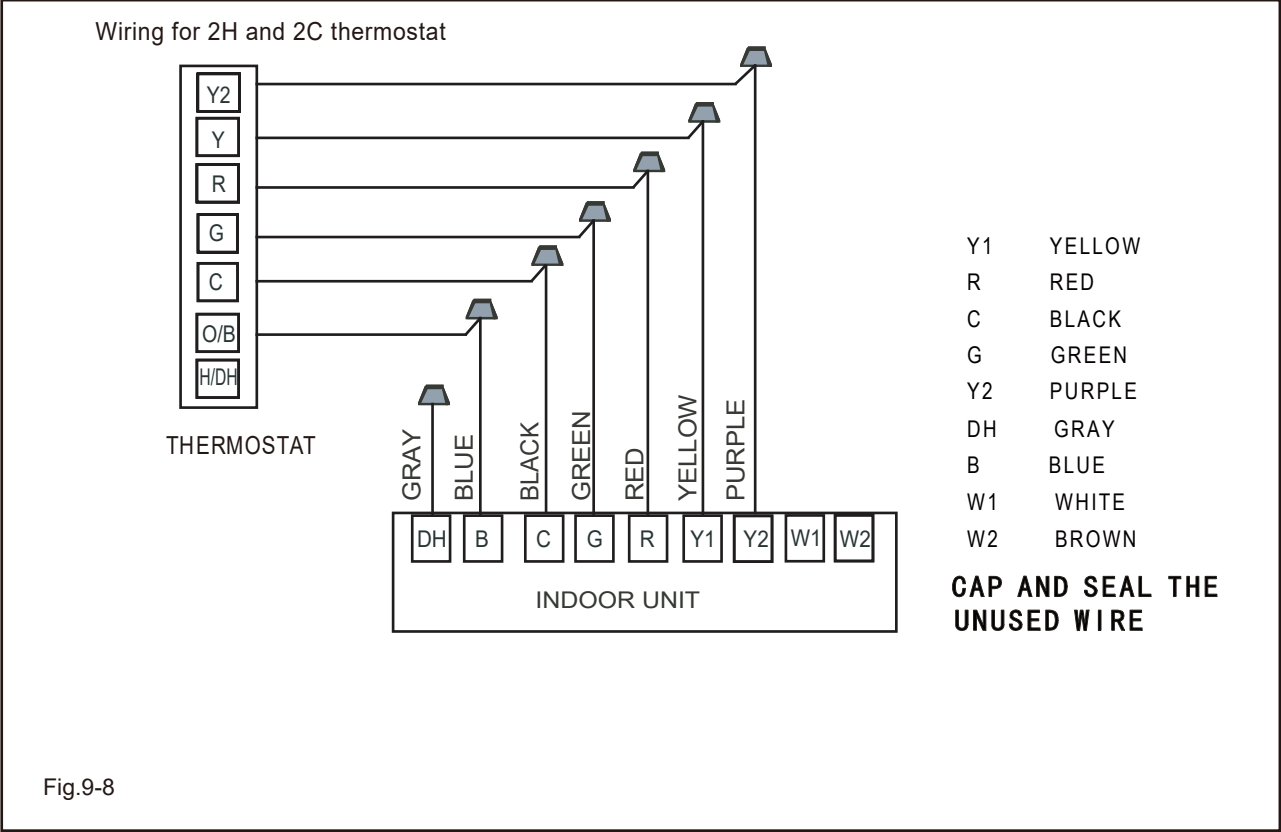 Wiring for 2H and 2C thermostat
Y2
Y
R
G
C
O/B
H/DH
THERMOSTAT
GRAY
BLUE
BLACK
GREEN
RED
YELLOW
PURPLE
DH B C G R Y1 Y2 W1 W2
INDOOR UNIT
Y1 YELLOW
R RED
C BLACK
G GREEN
Y2 PURPLE
DH GRAY
B BLUE
W1 WHITE
W2 BROWN
CAP AND SEAL THE
UNUSED WIRE
Fig.9-8